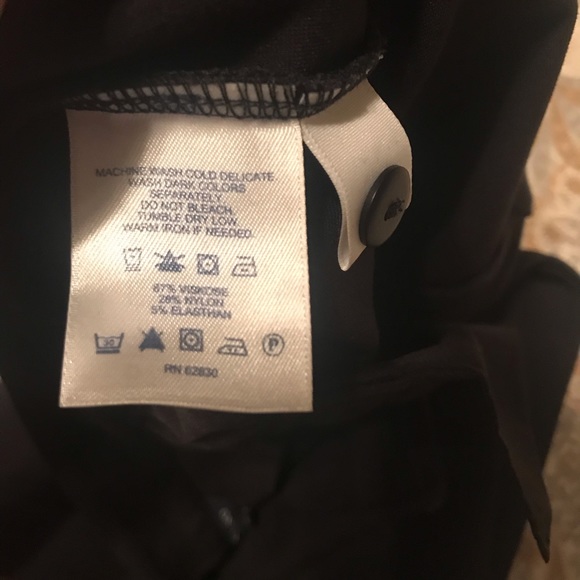 MACHINE WASH COLD DELICATE
WASH DARK COLORS
SEPARATELY
DO NOT BLEACH
TUMBLE DRY LOW
WARM IRON IF NEEDED
67% VISKOSE
28% NYLON
5% ELASTHAN
30
P
RN 62830